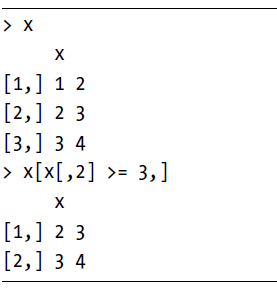 > x
     x
[1,] 1 2
[2,] 2 3
[3,] 3 4
> x[x[,2] >= 3,]
     x
[1,] 2 3
[2,] 3 4